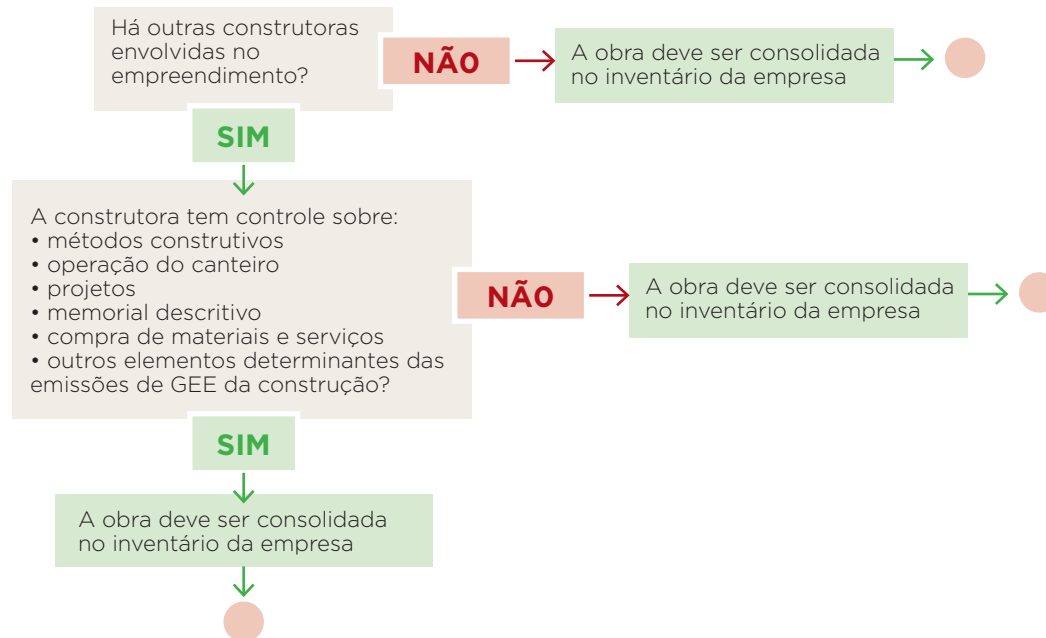 Há outras construtoras
envolvidas no
empreendimento?
NÃO
A obra deve ser consolidada
no inventário da empresa
SIM
A construtora tem controle sobre:
• métodos construtivos
• operação do canteiro
• projetos
• memorial descritivo
• compra de materiais e serviços
• outros elementos determinantes das
emissões de GEE da construção?
NÃO
A obra deve ser consolidada
no inventário da empresa
SIM
A obra deve ser consolidada
no inventário da empresa